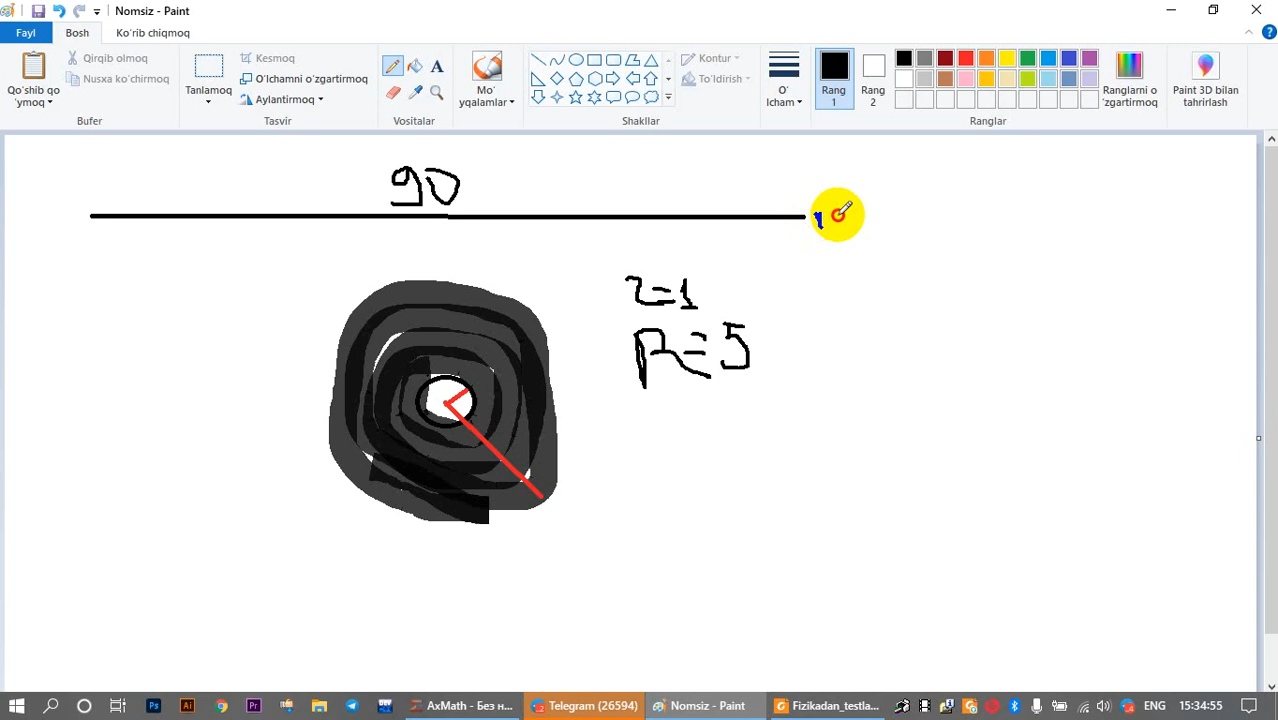 Nomsiz - Paint
Fayl Bosh Ko'rib chiqmoq
Qo'shib qo'ymoq
Qirqib olmoq
Nusxa ko'chirmoq
Bufer
Tanlamoq
Kesmoq
O'lchamni o'zgartirmoq
Aylantirmoq
Tasvir
Vositalar
Mo'yqalamlar
Shakllar
Kontur
To'ldirish
O'lcham
Rang 1
Rang 2
Ranglarni o'zgartirmoq
Ranglar
Paint 3D bilan tahrirlash
90
r=1
R=5
AxMath - Без н...
Telegram (26594)
Nomsiz - Paint
Fizikadan_testla...
ENG
15:34:55